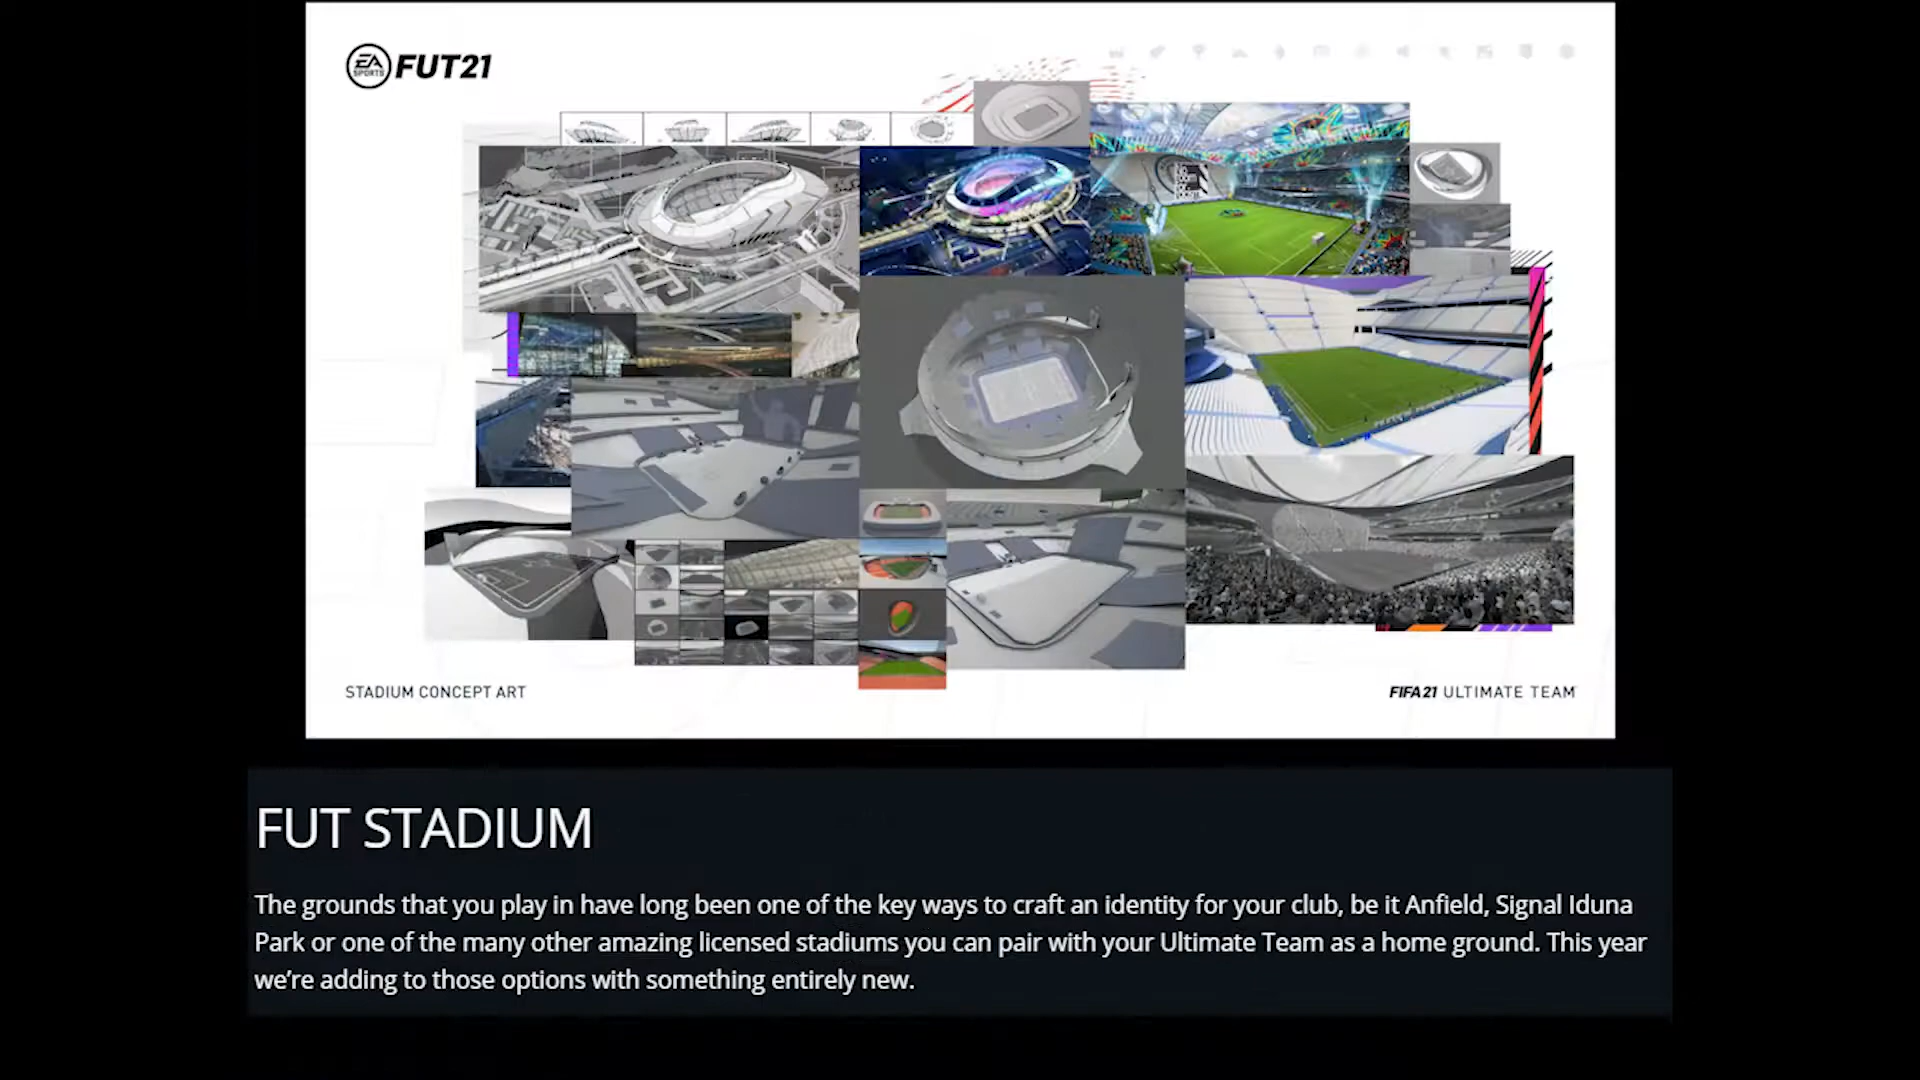 EA SPORTS FUT21
STADIUM CONCEPT ART
FIFA21 ULTIMATE TEAM
FUT STADIUM
The grounds that you play in have long been one of the key ways to craft an identity for your club, be it Anfield, Signal Iduna
Park or one of the many other amazing licensed stadiums you can pair with your Ultimate Team as a home ground. This year
we’re adding to those options with something entirely new.